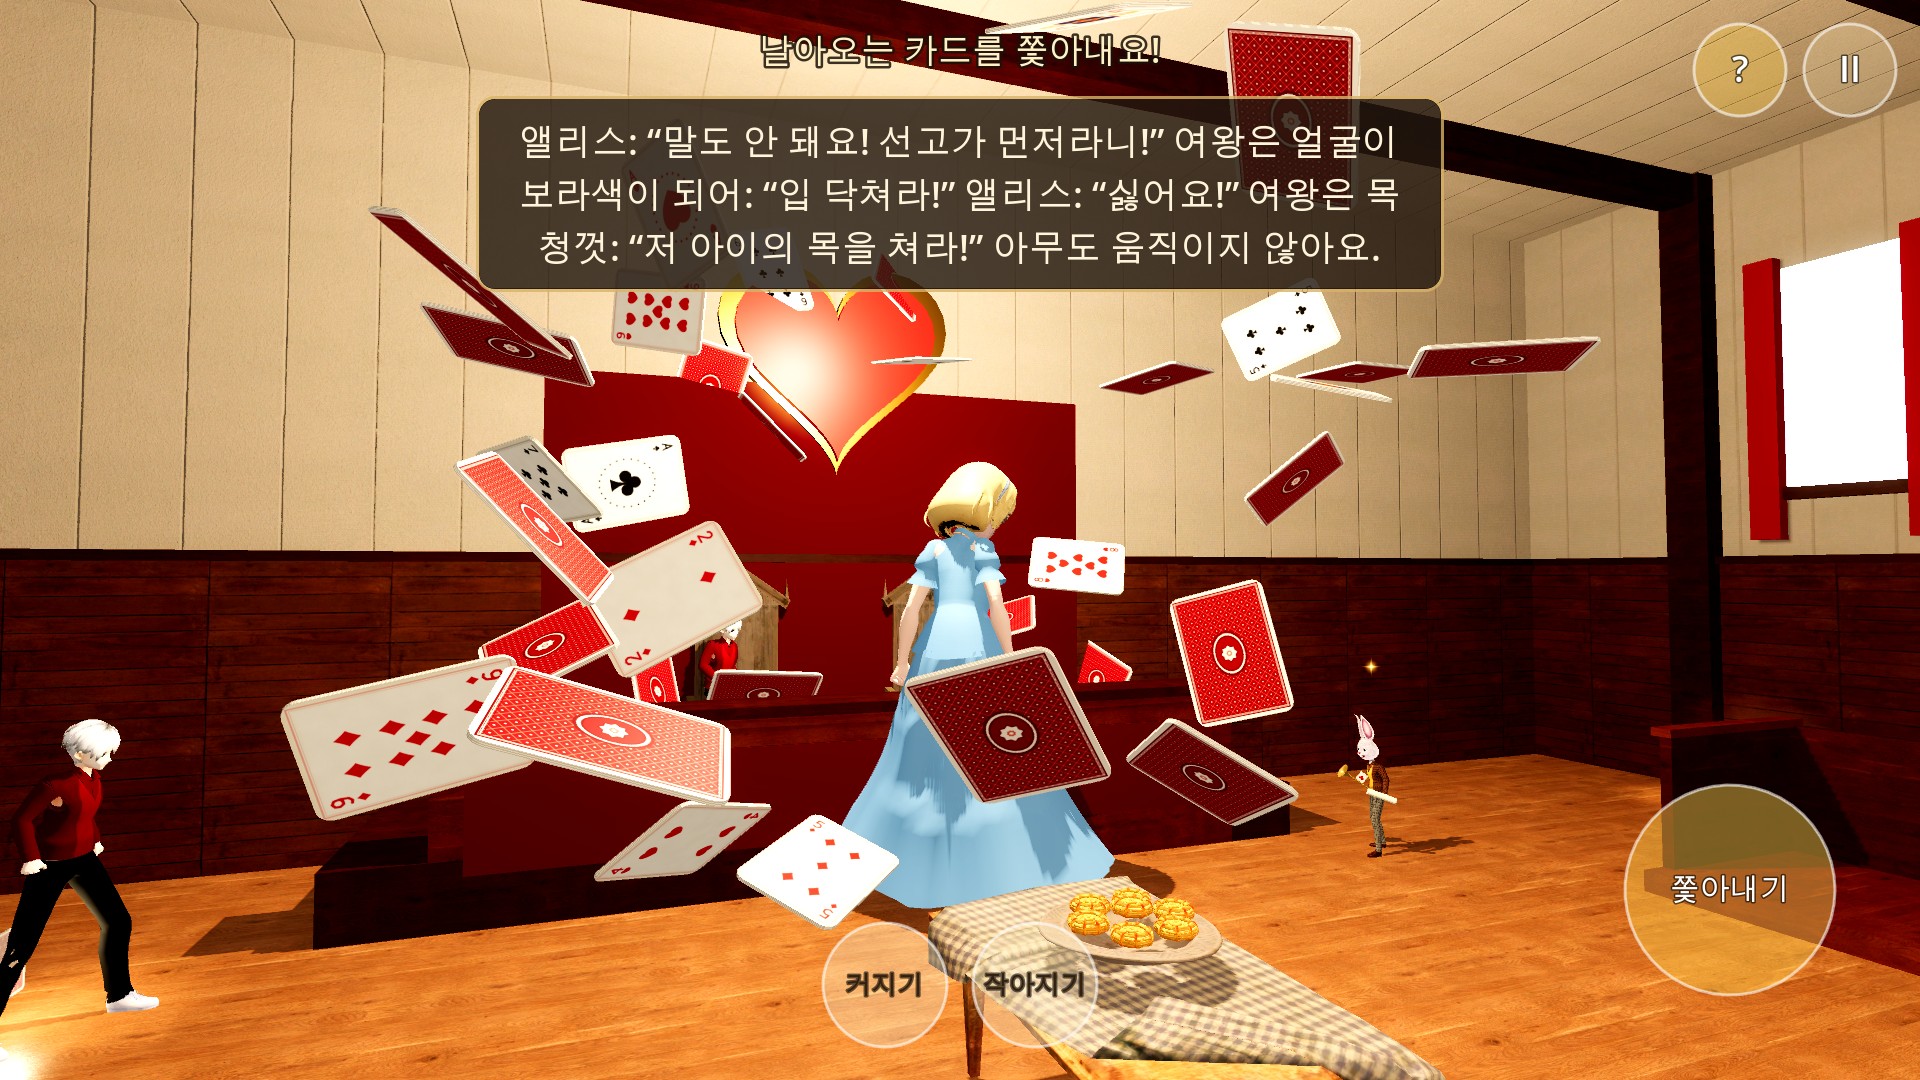 날아오는 카드를 쫓아내요!
?
앨리스: “말도 안 돼요! 선고가 먼저라니!” 여왕은 얼굴이
보라색이 되어: “입 닥쳐라!” 앨리스: “싫어요!” 여왕은 목
청껏: “저 아이의 목을 쳐라!” 아무도 움직이지 않아요.
쫓아내기
커지기
작아지기